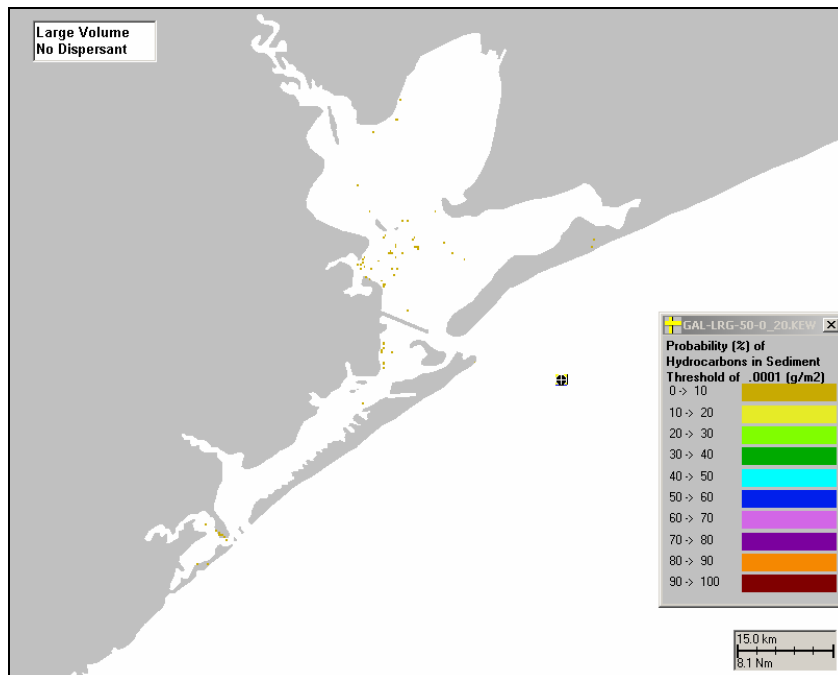 Large Volume
No Dispersant
GAL-LRG-50-0_20.KEW
Probability (%) of
Hydrocarbons in Sediment
Threshold of .0001 (g/m2)
0 -> 10
10 -> 20
20 -> 30
30 -> 40
40 -> 50
50 -> 60
60 -> 70
70 -> 80
80 -> 90
90 -> 100
15.0 km
8.1 Nm